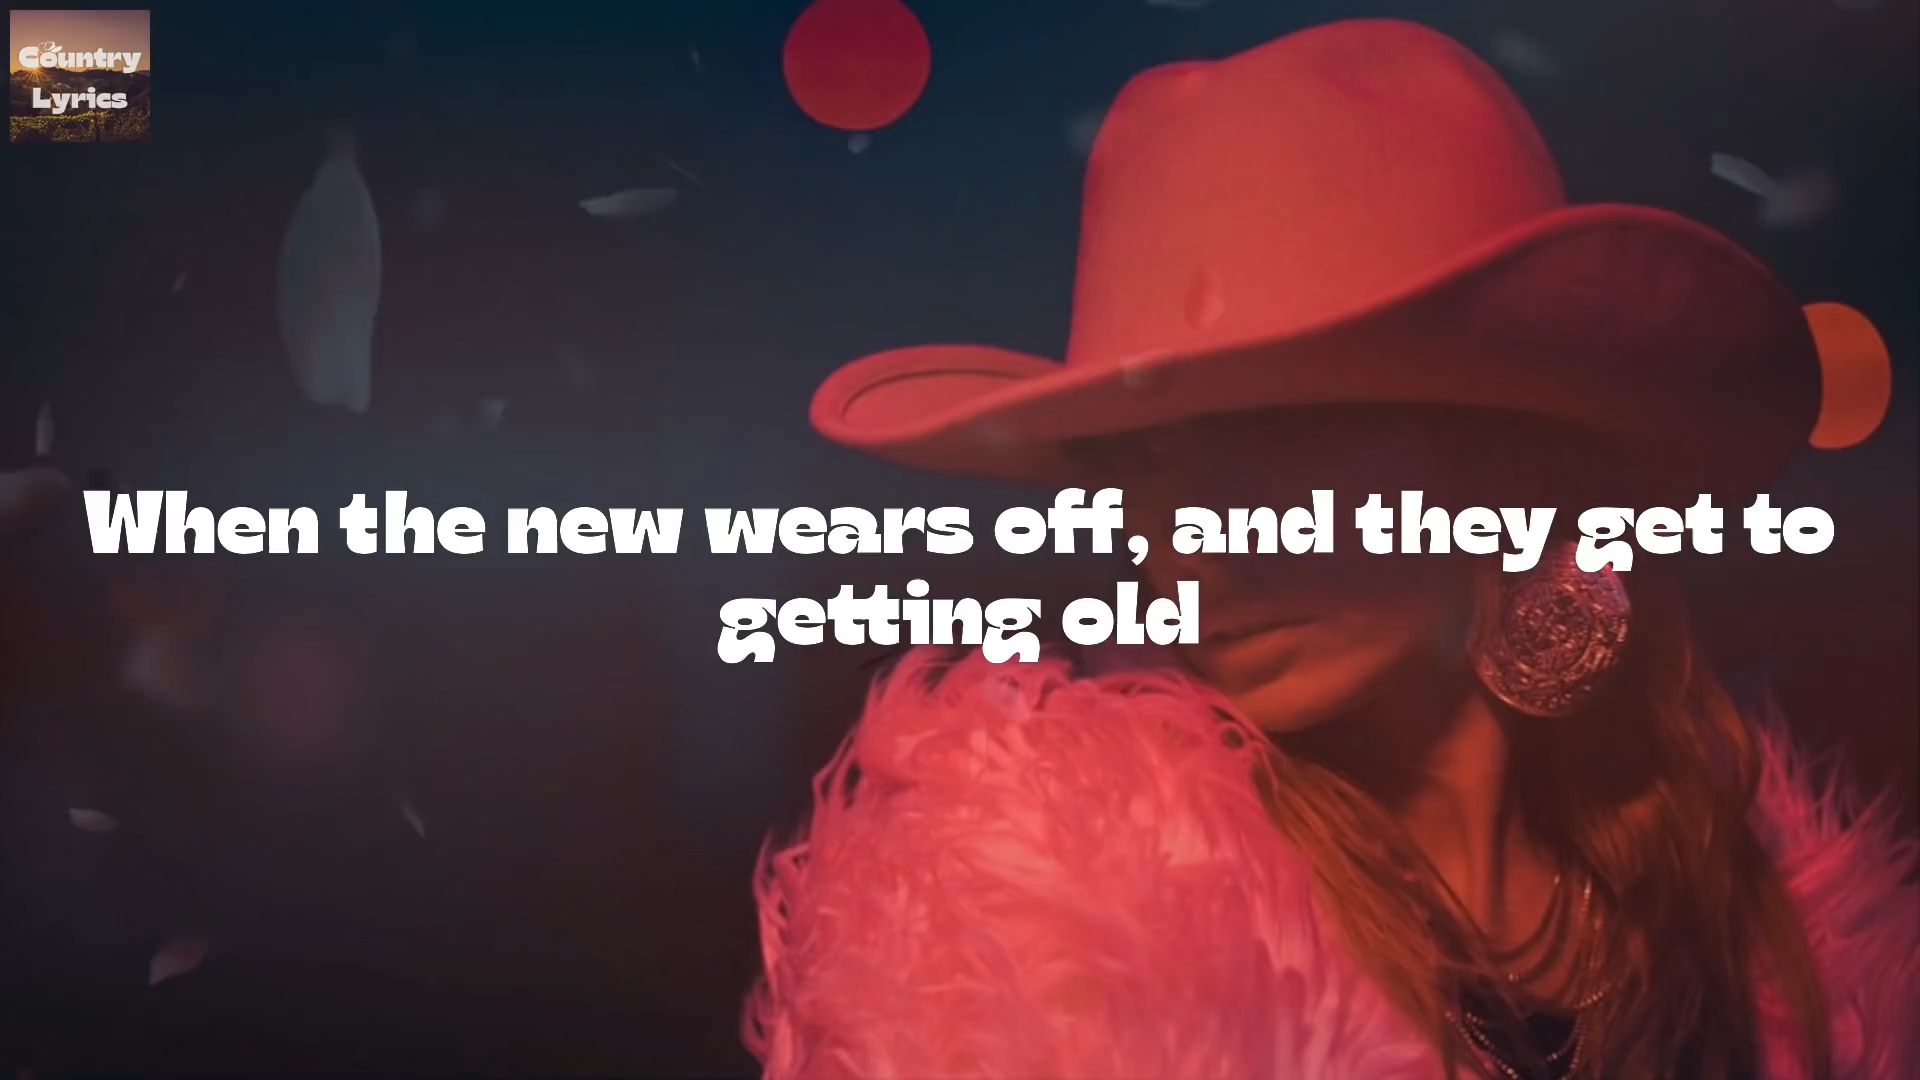 Country
Lyrics
When the new wears off, and they get to
getting old